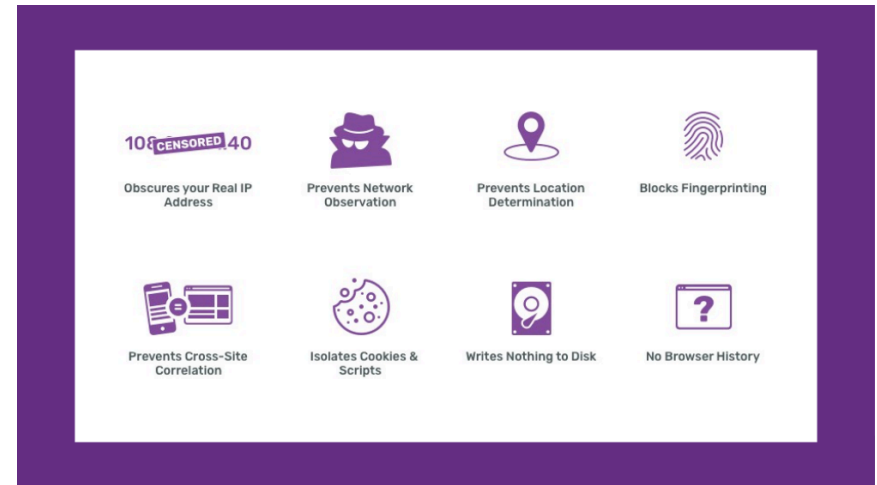 108 CENSORED .40
Obscures your Real IP
Address
Prevents Network
Observation
Prevents Location
Determination
Blocks Fingerprinting
Prevents Cross-Site
Correlation
Isolates Cookies &
Scripts
Writes Nothing to Disk
No Browser History
?